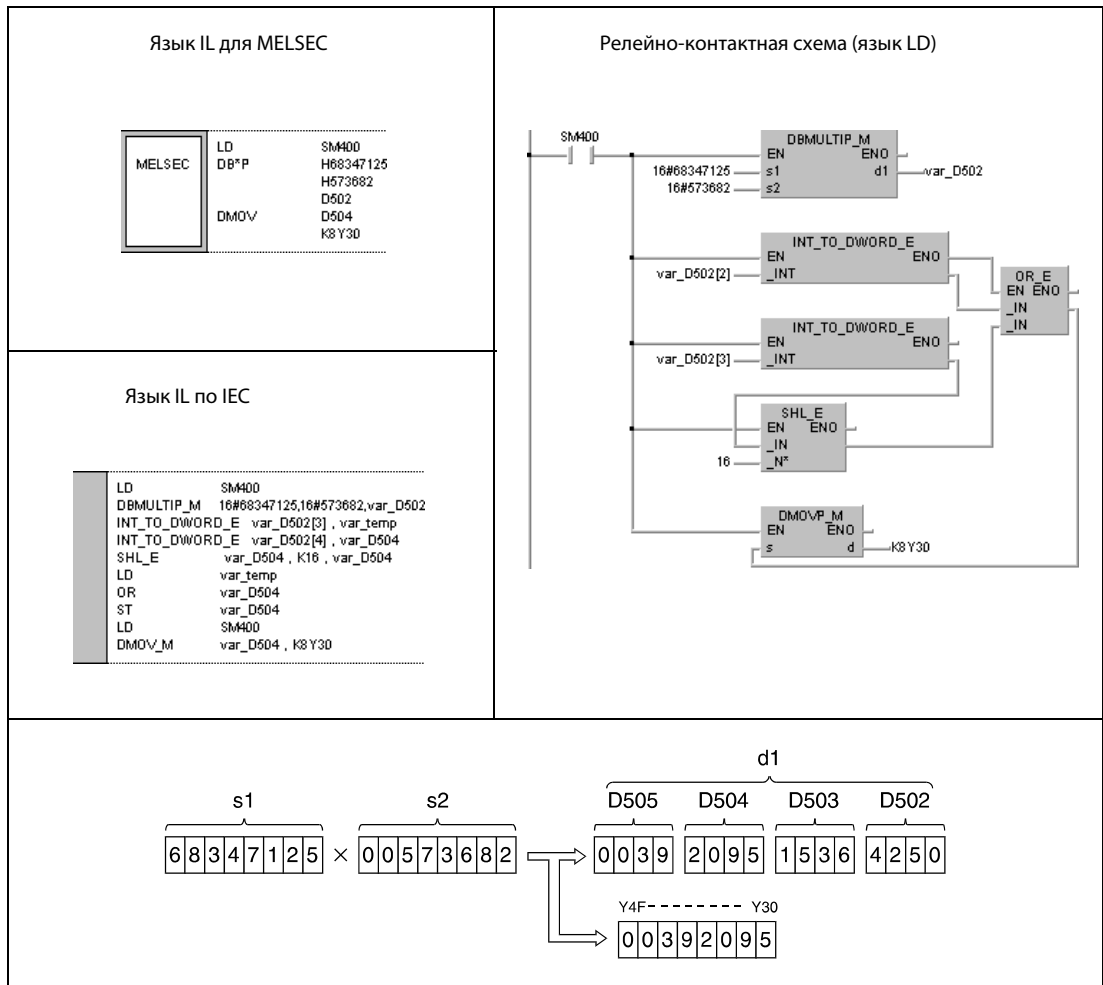 Язык IL для MELSEC
MELSEC
LD SM400
DB*P H68347125
H573682
D502
DMOV D504
K8Y30
Язык IL по IEC
LD SM400
DBMULTIP_M 16#68347125,16#573682,var_D502
INT_TO_DWORD_E var_D502[3] , var_temp
INT_TO_DWORD_E var_D502[4] , var_D504
SHL_E var_D504 , K16 , var_D504
LD var_temp
OR var_D504
ST var_D504
LD SM400
DMOV_M var_D504 , K8Y30
Релейно-контактная схема (язык LD)
SM400
DBMULTIP_M
EN ENO
16#68347125 s1 d1 var_D502
16#573682 s2
INT_TO_DWORD_E
EN ENO
var_D502[2] _INT
OR_E
EN ENO
_IN
_IN
INT_TO_DWORD_E
EN ENO
var_D502[3] _INT
SHL_E
EN ENO
_IN
16 _N*
DMOVP_M
EN ENO
s d K8Y30
d1
s1 s2 D505 D504 D503 D502
6 8 3 4 7 1 2 5 × 0 0 5 7 3 6 8 2 0 0 3 9 2 0 9 5 1 5 3 6 4 2 5 0
Y4F - - - - - - - - Y30
0 0 3 9 2 0 9 5